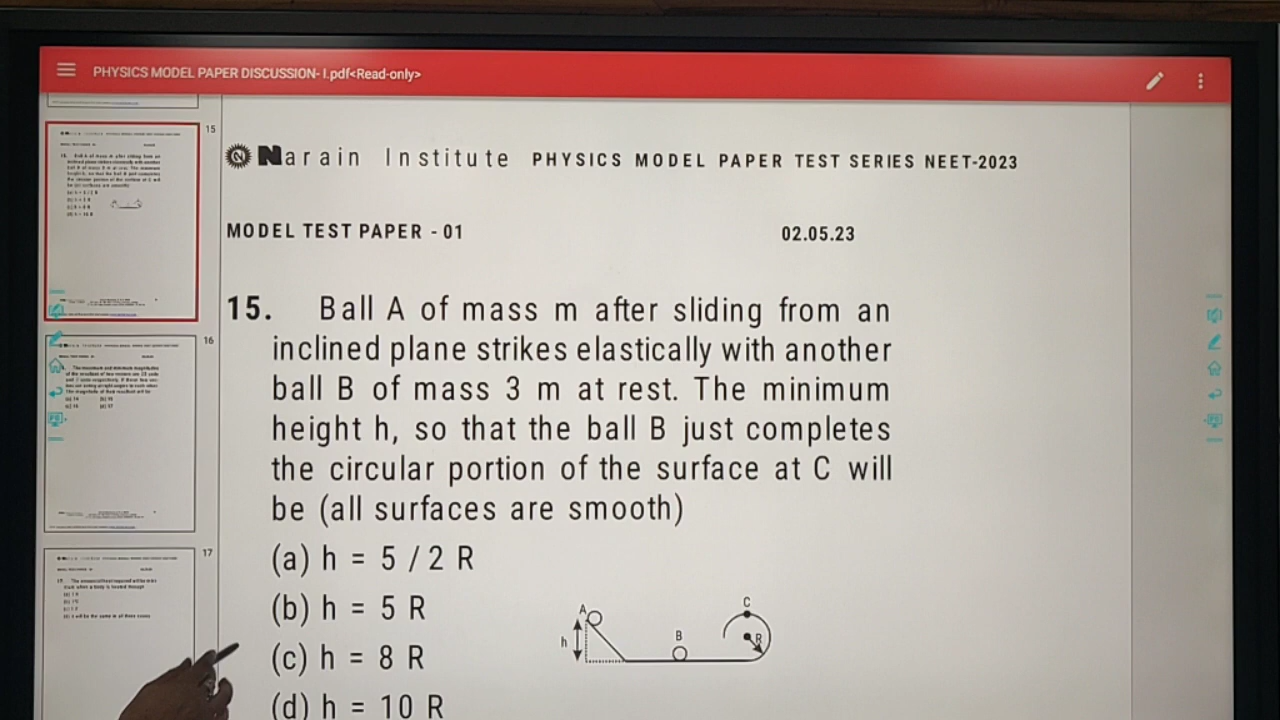 PHYSICS MODEL PAPER DISCUSSION- I.pdf<Read-only>
15
Narain Institute PHYSICS MODEL PAPER TEST SERIES NEET-2023
MODEL TEST PAPER - 01 02.05.23
15. Ball A of mass m after sliding from an
inclined plane strikes elastically with another
ball B of mass 3 m at rest. The minimum
height h, so that the ball B just completes
the circular portion of the surface at C will
be (all surfaces are smooth)
(a) h = 5 / 2 R
(b) h = 5 R
(c) h = 8 R
(d) h = 10 R
A
h
B
C
R
16
17